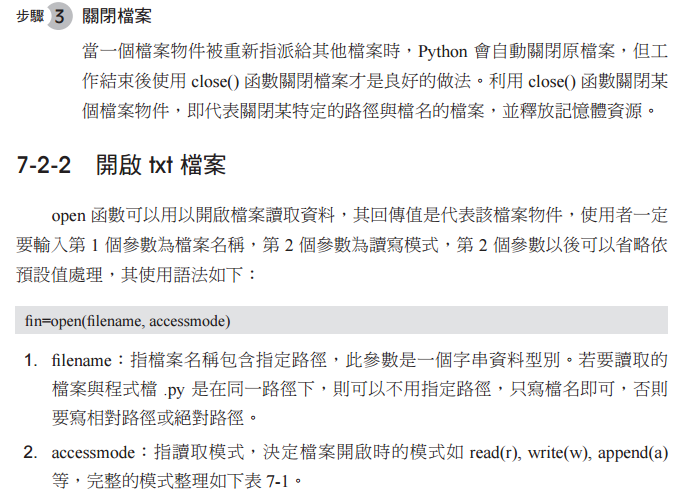 步驟 3 關閉檔案
當一個檔案物件被重新指派給其他檔案時，Python 會自動關閉原檔案，但工
作結束後使用 close() 函數關閉檔案才是良好的做法。利用 close() 函數關閉某
個檔案物件，即代表關閉某特定的路徑與檔名的檔案，並釋放記憶體資源。
7-2-2 開啟 txt 檔案
open 函數可以用以開啟檔案讀取資料，其回傳值是代表該檔案物件，使用者一定
要輸入第 1 個參數為檔案名稱，第 2 個參數為讀寫模式，第 2 個參數以後可以省略依
預設值處理，其使用語法如下：
fin=open(filename, accessmode)
1. filename：指檔案名稱包含指定路徑，此參數是一個字串資料型別。若要讀取的
檔案與程式檔 .py 是在同一路徑下，則可以不用指定路徑，只寫檔名即可，否則
要寫相對路徑或絕對路徑。
2. accessmode：指讀取模式，決定檔案開啟時的模式如 read(r), write(w), append(a)
等，完整的模式整理如下表 7-1。